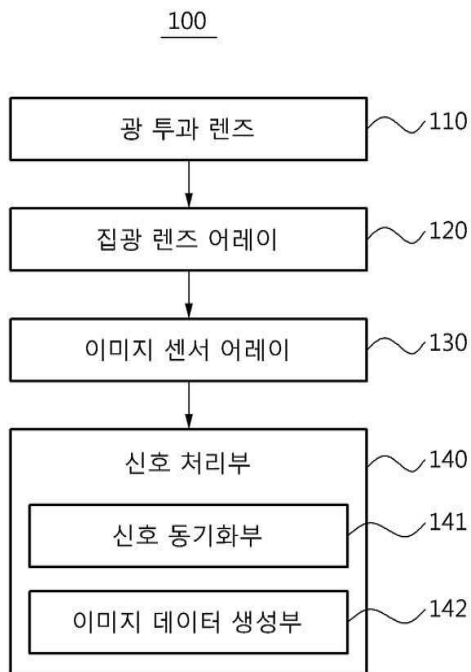 100
광 투과 렌즈 110
집광 렌즈 어레이 120
이미지 센서 어레이 130
신호 처리부 140
신호 동기화부 141
이미지 데이터 생성부 142